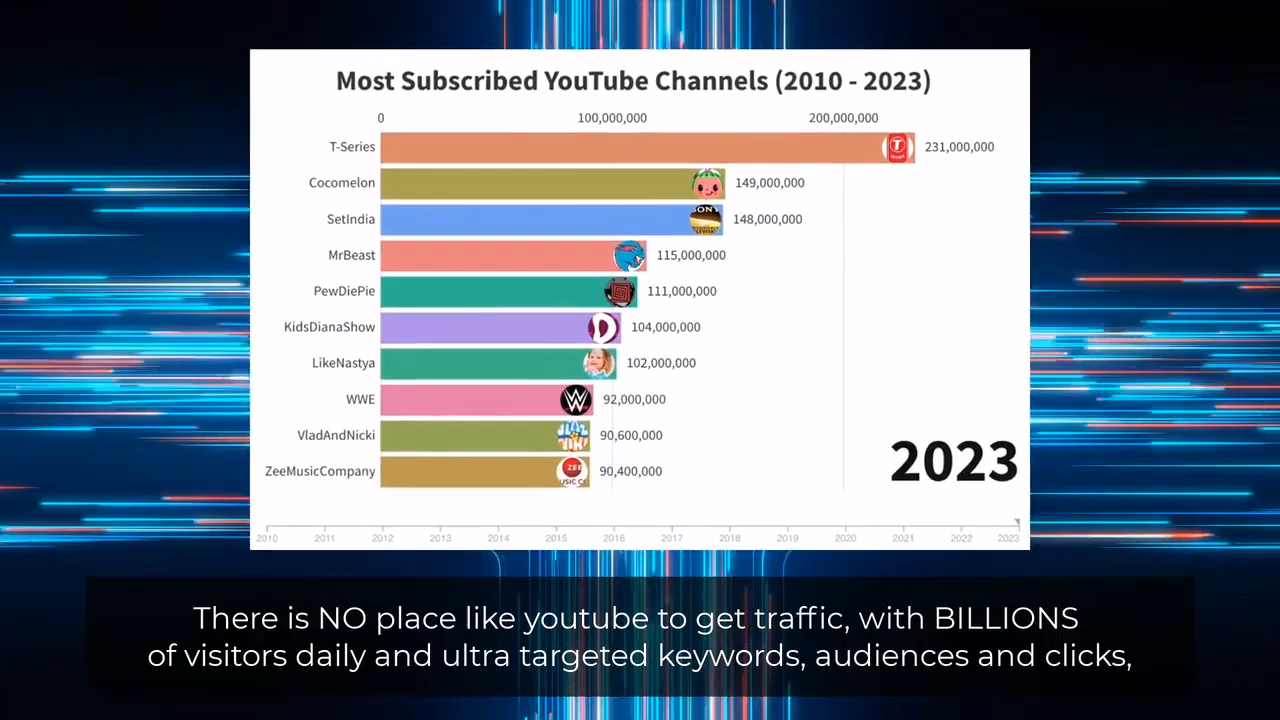 Most Subscribed YouTube Channels (2010 - 2023)
0 100,000,000 200,000,000
T-Series 231,000,000
Cocomelon 149,000,000
SetIndia SONY 148,000,000
MrBeast 115,000,000
PewDiePie 111,000,000
KidsDianaShow 104,000,000
LikeNastya 102,000,000
WWE W 92,000,000
VladAndNicki 90,600,000
ZeeMusicCompany ZEE 90,400,000
2023
2010 2011 2012 2013 2014 2015 2016 2017 2018 2019 2020 2021 2022 2023
There is NO place like youtube to get traffic, with BILLIONS
of visitors daily and ultra targeted keywords, audiences and clicks,